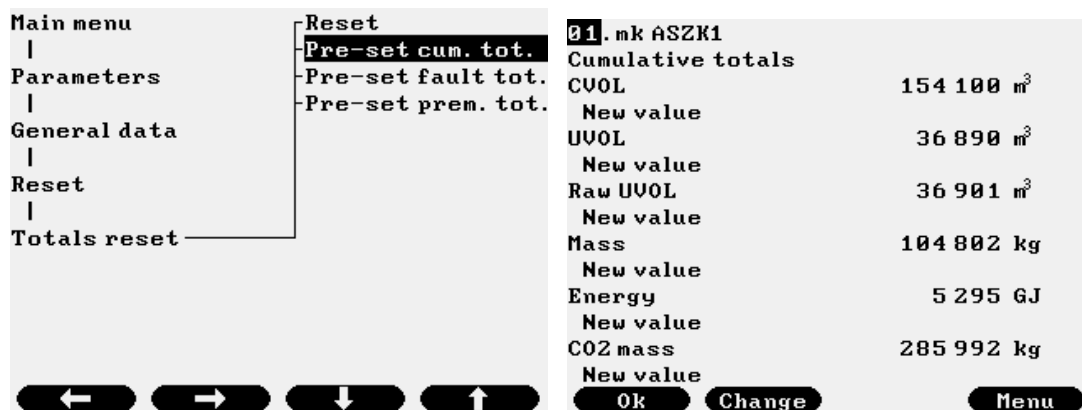 Main menu
Parameters
General data
Reset
Totals reset
Reset
Pre-set cum. tot.
Pre-set fault tot.
Pre-set prem. tot.
01.mk ASZK1
Cumulative totals
CVOL 154 100 m³
New value
UVOL 36 890 m³
New value
Raw UVOL 36 901 m³
New value
Mass 104 802 kg
New value
Energy 5 295 GJ
New value
CO2 mass 285 992 kg
New value
Ok Change Menu